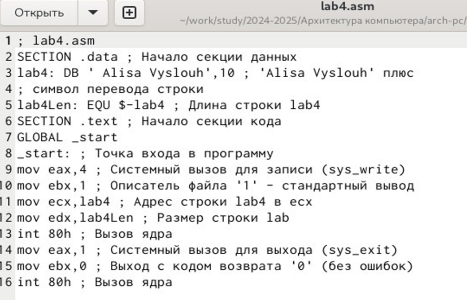 Открыть
lab4.asm
~/work/study/2024-2025/Архитектура компьютера/arch-pc/
1 ; lab4.asm
2 SECTION .data ; Начало секции данных
3 lab4: DB ' Alisa Vyslouh',10 ; 'Alisa Vyslouh' плюс
4 ; символ перевода строки
5 lab4Len: EQU $-lab4 ; Длина строки lab4
6 SECTION .text ; Начало секции кода
7 GLOBAL _start
8 _start: ; Точка входа в программу
9 mov eax,4 ; Системный вызов для записи (sys_write)
10 mov ebx,1 ; Описатель файла '1' - стандартный вывод
11 mov ecx,lab4 ; Адрес строки lab4 в ecx
12 mov edx,lab4Len ; Размер строки lab
13 int 80h ; Вызов ядра
14 mov eax,1 ; Системный вызов для выхода (sys_exit)
15 mov ebx,0 ; Выход с кодом возврата '0' (без ошибок)
16 int 80h ; Вызов ядра